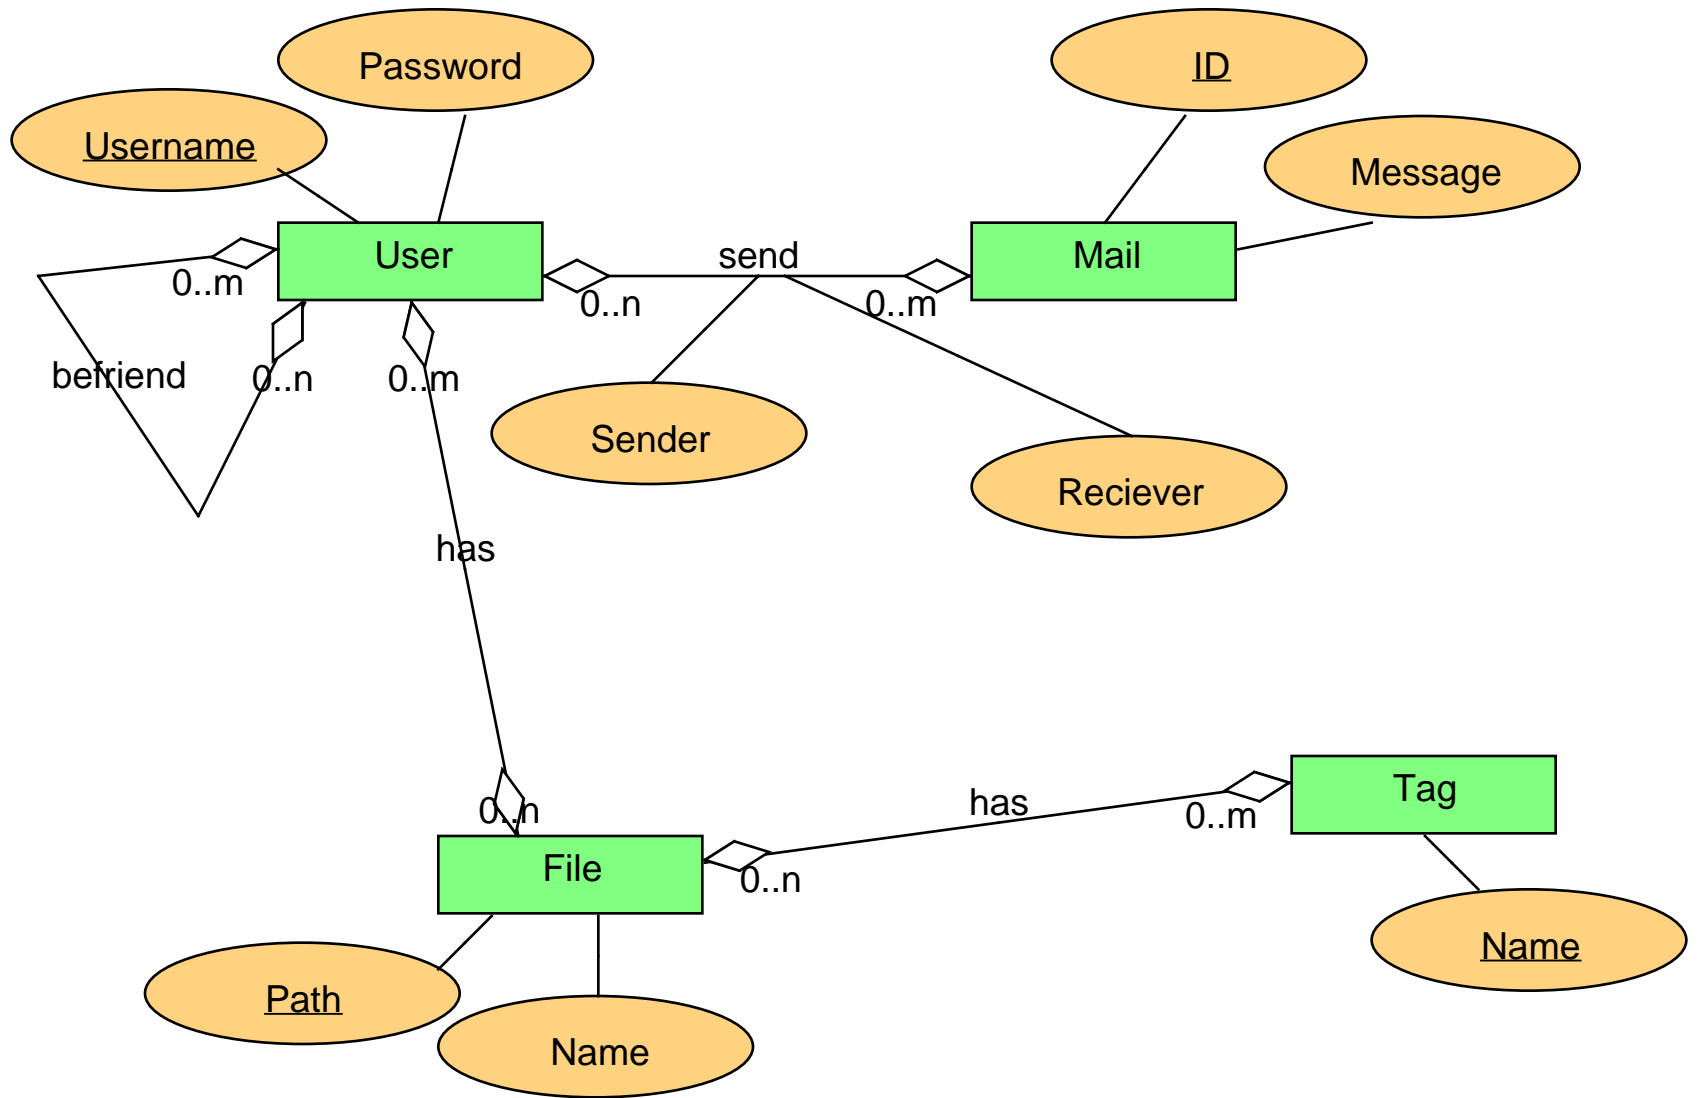 Password
ID
Username
Message
User
send
Mail
0..m
0..n
0..m
befriend
0..n
0..m
Sender
Reciever
has
Tag
has
0..n
0..m
File
0..n
Name
Path
Name